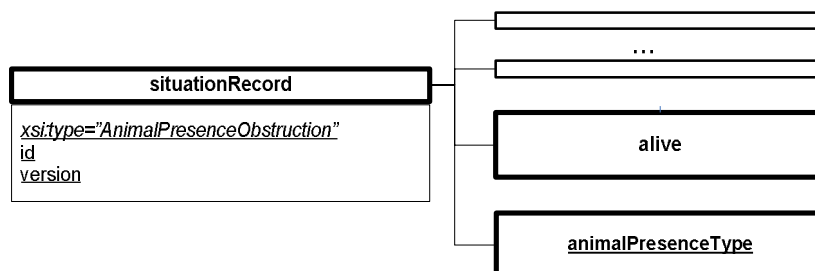 situationRecord
xsi:type=”AnimalPresenceObstruction”
id
version
...
alive
animalPresenceType